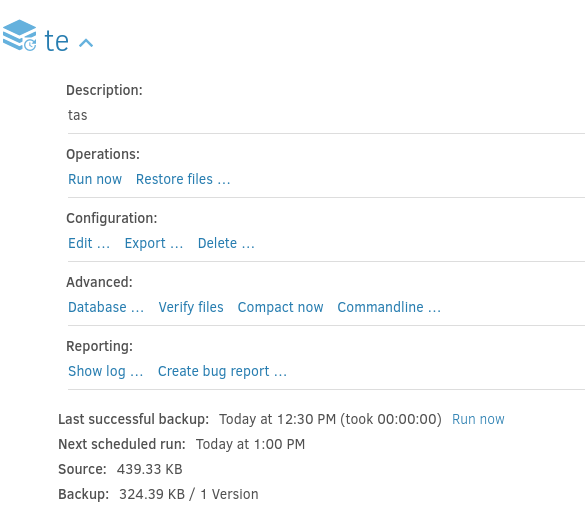 te
Description:
tas
Operations:
Run now Restore files ...
Configuration:
Edit ... Export ... Delete ...
Advanced:
Database ... Verify files Compact now Commandline ...
Reporting:
Show log ... Create bug report ...
Last successful backup: Today at 12:30 PM (took 00:00:00) Run now
Next scheduled run: Today at 1:00 PM
Source: 439.33 KB
Backup: 324.39 KB / 1 Version